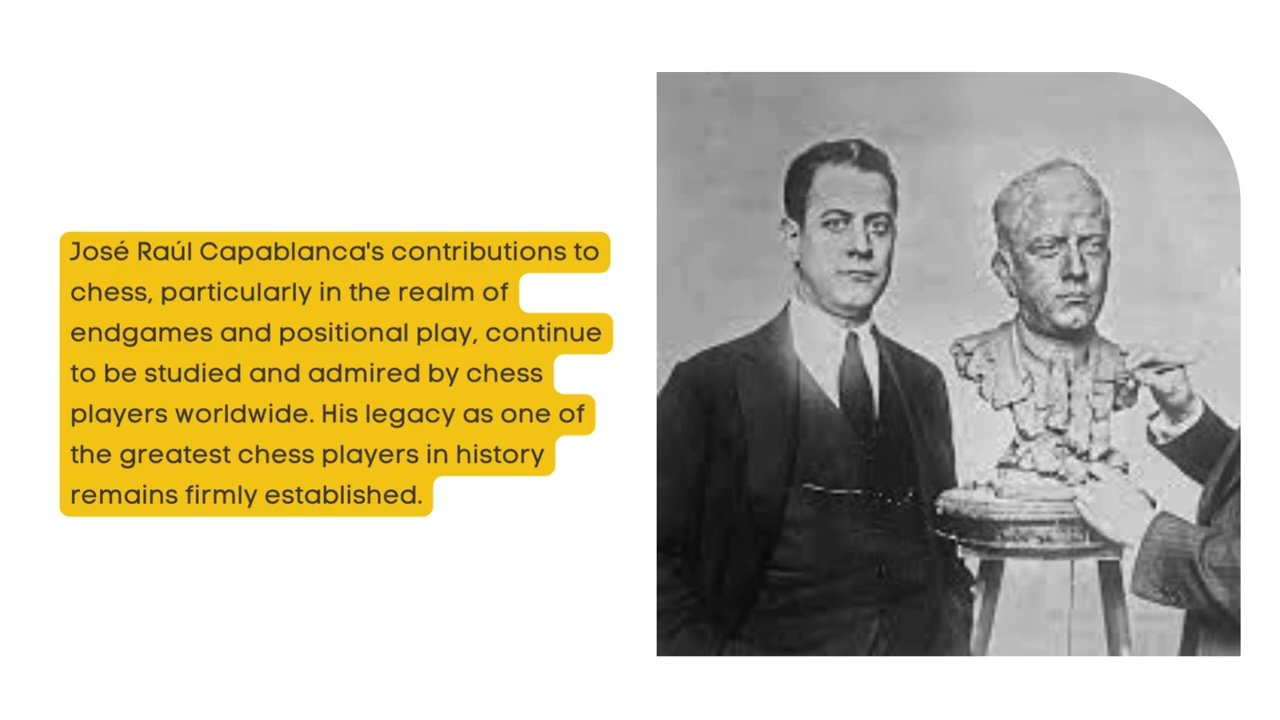 José Raúl Capablanca's contributions to
chess, particularly in the realm of
endgames and positional play, continue
to be studied and admired by chess
players worldwide. His legacy as one of
the greatest chess players in history
remains firmly established.